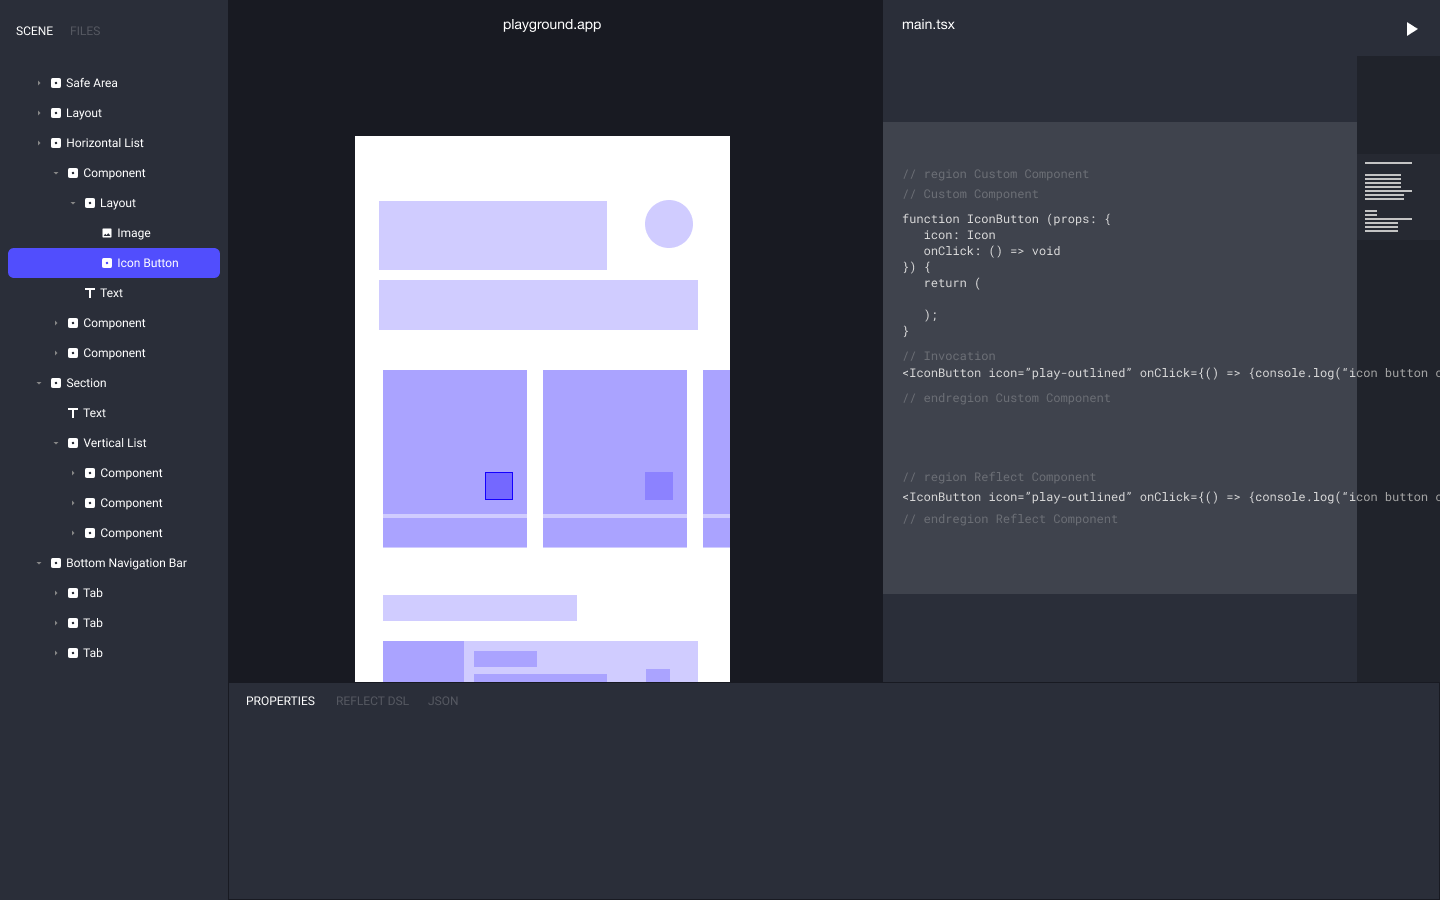 SCENE FILES
Safe Area
Layout
Horizontal List
Component
Layout
Image
Icon Button
Text
Component
Component
Section
Text
Vertical List
Component
Component
Component
Bottom Navigation Bar
Tab
Tab
Tab
playground.app
main.tsx
// region Custom Component
// Custom Component
function IconButton (props: {
icon: Icon
onClick: () => void
}) {
return (
);
}
// Invocation
<IconButton icon=”play-outlined” onClick={() => {console.log(”icon button
// endregion Custom Component
// region Reflect Component
<IconButton icon=”play-outlined” onClick={() => {console.log(”icon button
// endregion Reflect Component
PROPERTIES REFLECT DSL JSON